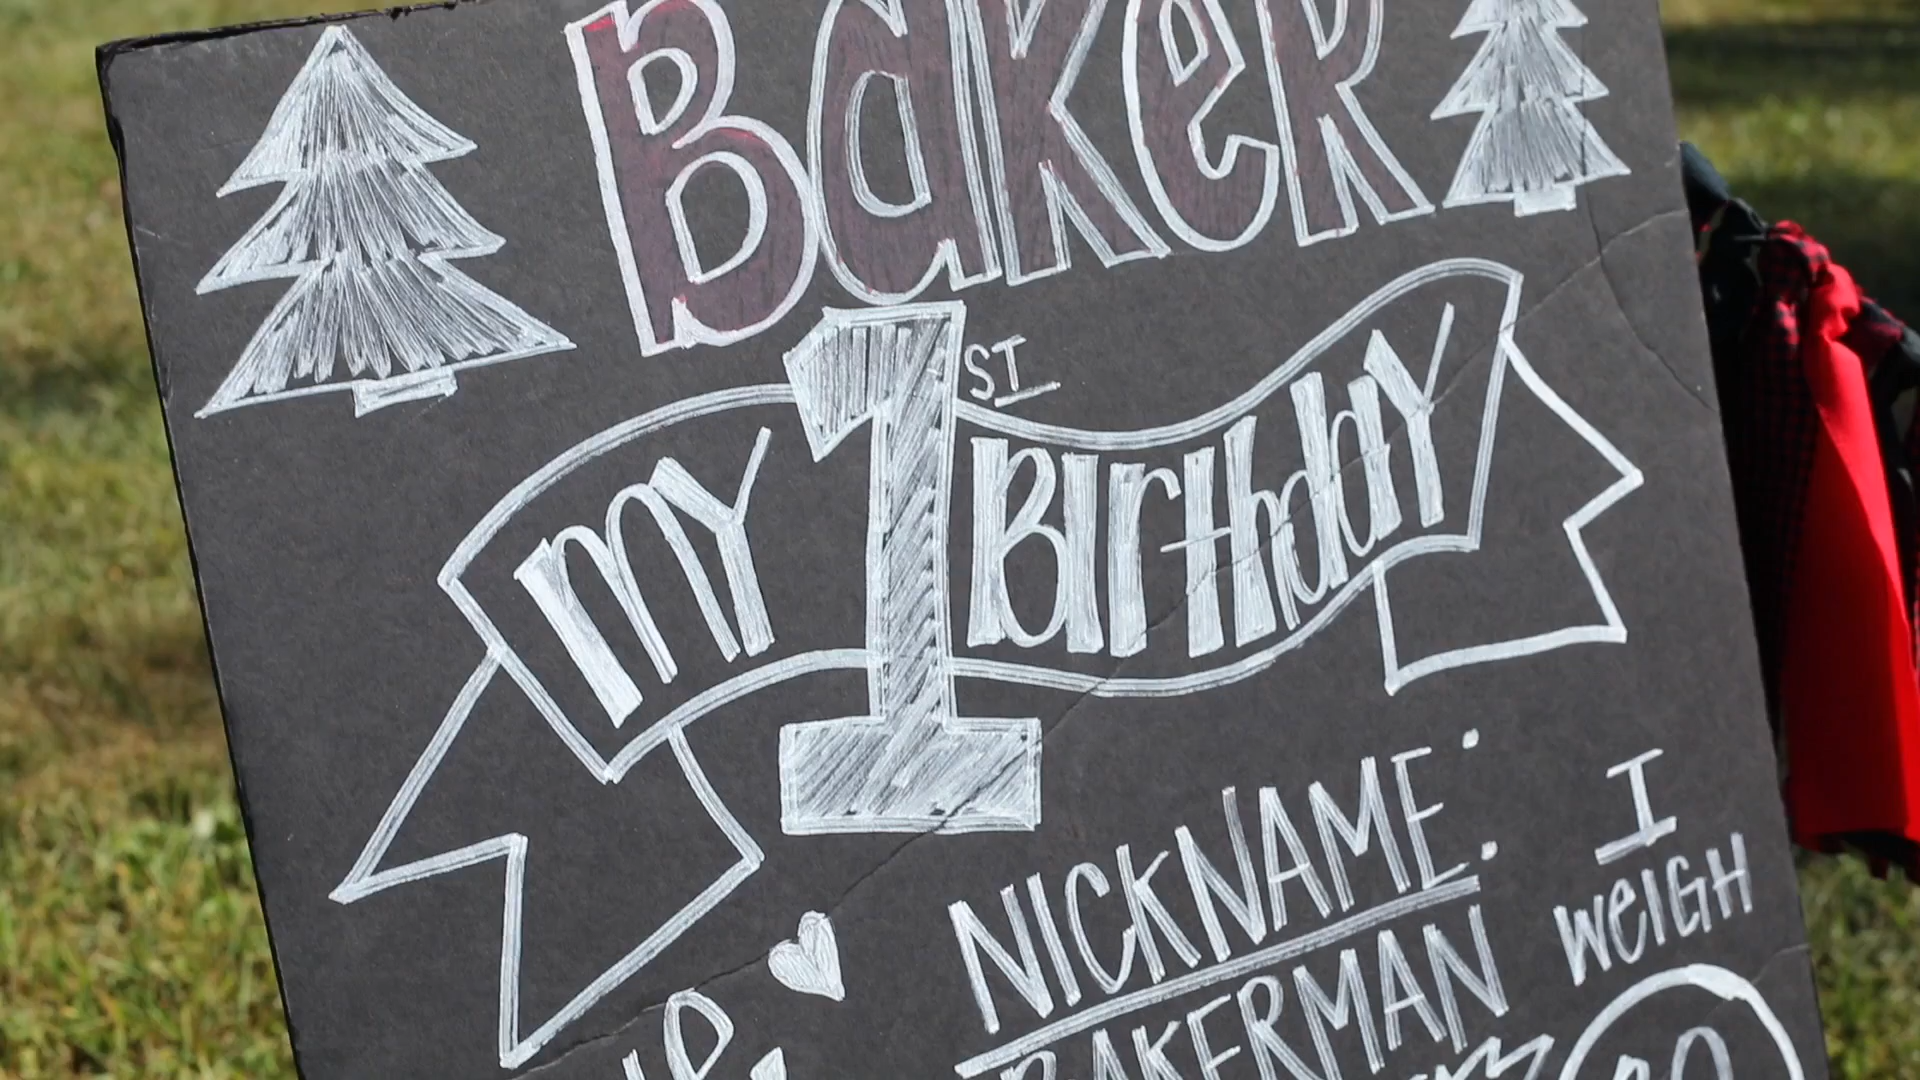 Baker
MY 1ST BIrthdaY
NICKNAME:
BAKERMAN
I
WeIGH